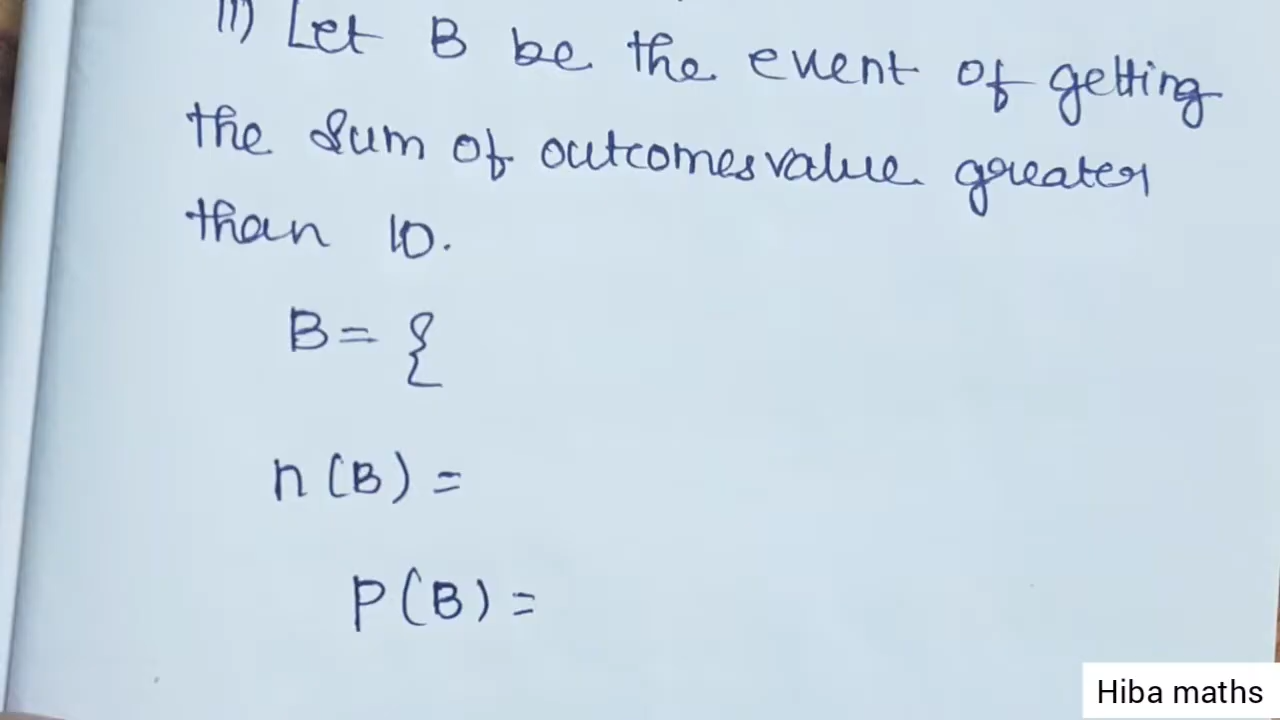 ii) Let B be the event of getting
the sum of outcomes value greater
than 10.
B = {
n (B) =
P (B) =
Hiba maths